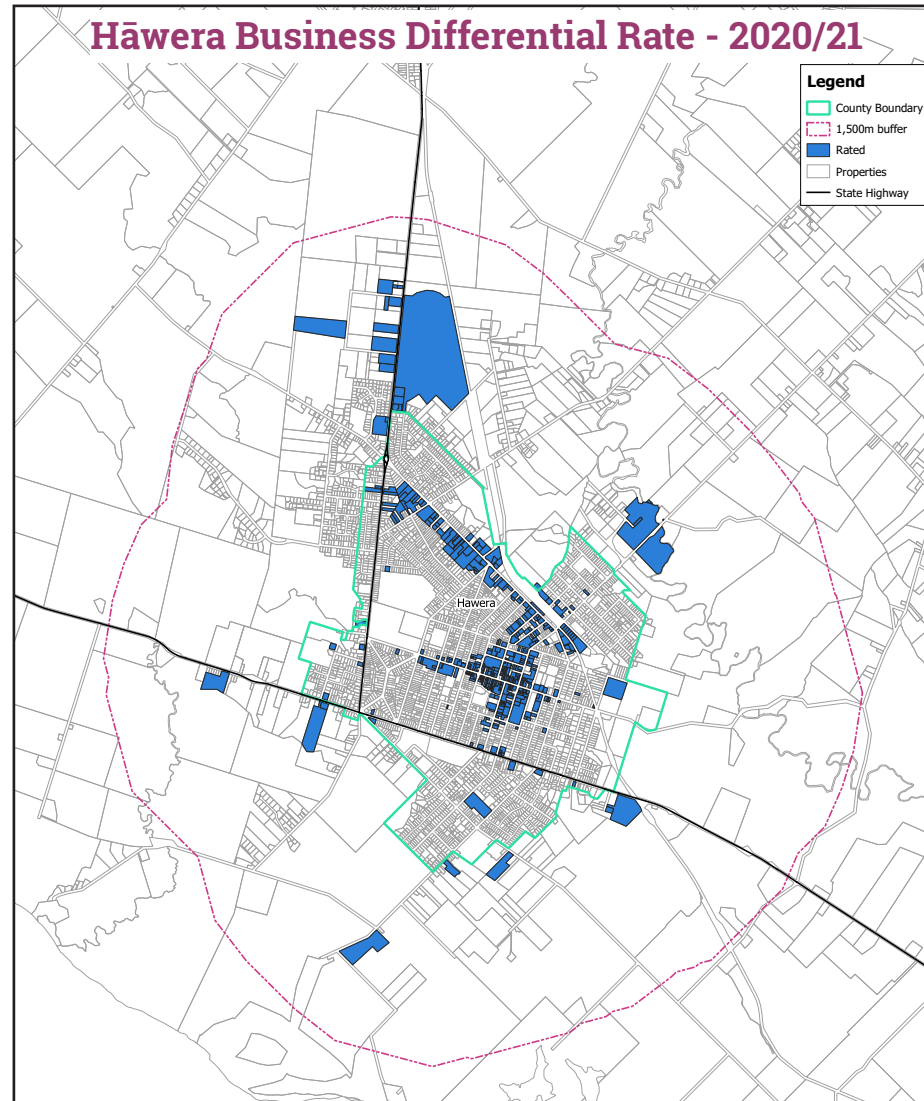 Hāwera Business Differential Rate - 2020/21
Legend
County Boundary
1,500m buffer
Rated
Properties
State Highway
Hawera